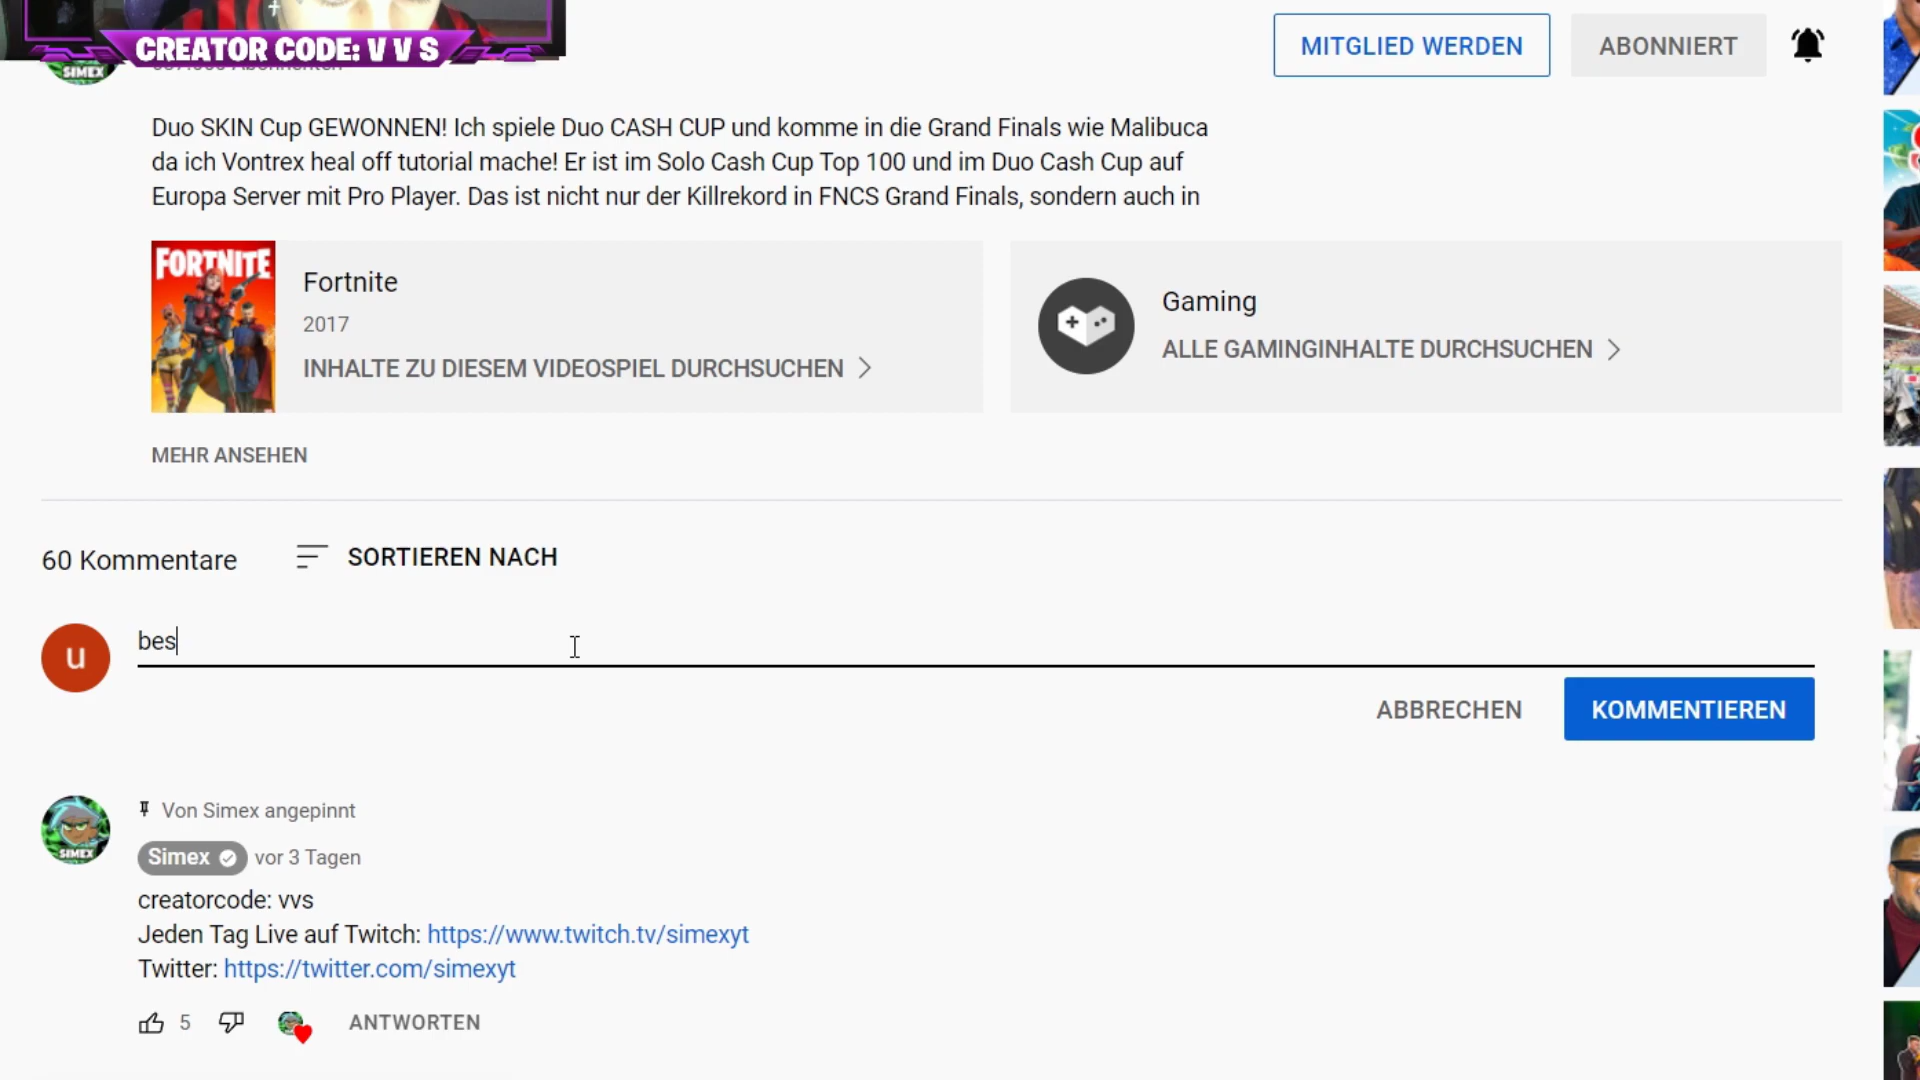 CREATOR CODE: V V S
SIMEX
MITGLIED WERDEN
ABONNIERT
Duo SKIN Cup GEWONNEN! Ich spiele Duo CASH CUP und komme in die Grand Finals wie Malibuca
da ich Vontrex heal off tutorial mache! Er ist im Solo Cash Cup Top 100 und im Duo Cash Cup auf
Europa Server mit Pro Player. Das ist nicht nur der Killrekord in FNCS Grand Finals, sondern auch in
FORTNITE
Fortnite
2017
INHALTE ZU DIESEM VIDEOSPIEL DURCHSUCHEN
Gaming
ALLE GAMINGINHALTE DURCHSUCHEN
MEHR ANSEHEN
60 Kommentare
SORTIEREN NACH
u
bes
ABBRECHEN
KOMMENTIEREN
Von Simex angepinnt
SIMEX
Simex
vor 3 Tagen
creatorcode: vvs
Jeden Tag Live auf Twitch: https://www.twitch.tv/simexyt
Twitter: https://twitter.com/simexyt
5
ANTWORTEN